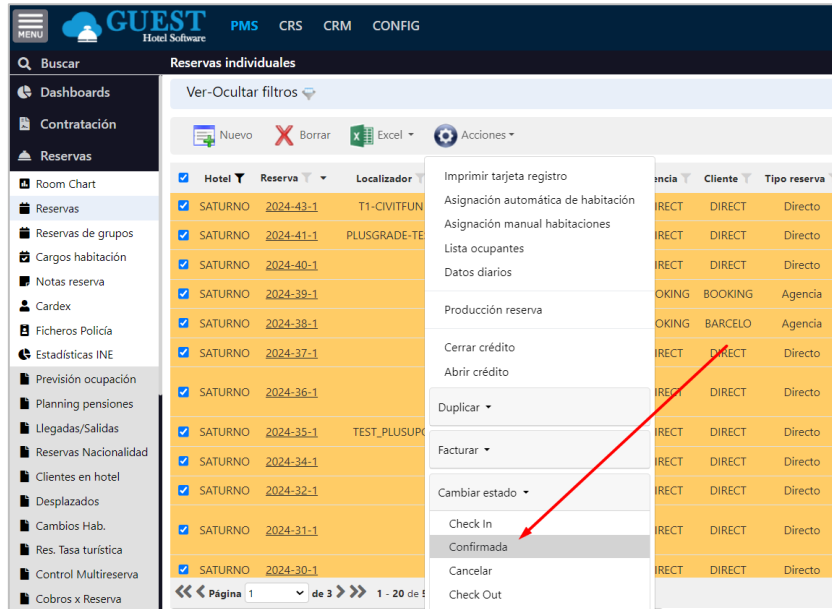 MENU
GUEST
Hotel Software
PMS CRS CRM CONFIG
Buscar
Reservas individuales
Dashboards
Contratación
Reservas
Room Chart
Reservas
Reservas de grupos
Cargos habitación
Notas reserva
Cardex
Ficheros Policía
Estadísticas INE
Previsión ocupación
Planning pensiones
Llegadas/Salidas
Reservas Nacionalidad
Clientes en hotel
Desplazados
Cambios Hab.
Res. Tasa turística
Control Multireserva
Cobros x Reserva
Ver-Ocultar filtros
Nuevo Borrar Excel Acciones
Hotel Reserva Localizador encia Cliente Tipo reserva
SATURNO 2024-43-1 T1-CIVITFUN IRECT DIRECT Directo
SATURNO 2024-41-1 PLUSGRADE-TE IRECT DIRECT Directo
SATURNO 2024-40-1 IRECT DIRECT Directo
SATURNO 2024-39-1 OKING BOOKING Agencia
SATURNO 2024-38-1 OKING BARCELO Agencia
SATURNO 2024-37-1 IRECT DIRECT Directo
SATURNO 2024-36-1 IRECT DIRECT Directo
SATURNO 2024-35-1 TEST_PLUSUPG IRECT DIRECT Directo
SATURNO 2024-34-1 IRECT DIRECT Directo
SATURNO 2024-32-1 IRECT DIRECT Directo
SATURNO 2024-31-1 IRECT DIRECT Directo
SATURNO 2024-30-1 IRECT DIRECT Directo
Página 1 de 3 1 - 20 de
Imprimir tarjeta registro
Asignación automática de habitación
Asignación manual habitaciones
Lista ocupantes
Datos diarios
Producción reserva
Cerrar crédito
Abrir crédito
Duplicar
Facturar
Cambiar estado
Check In
Confirmada
Cancelar
Check Out